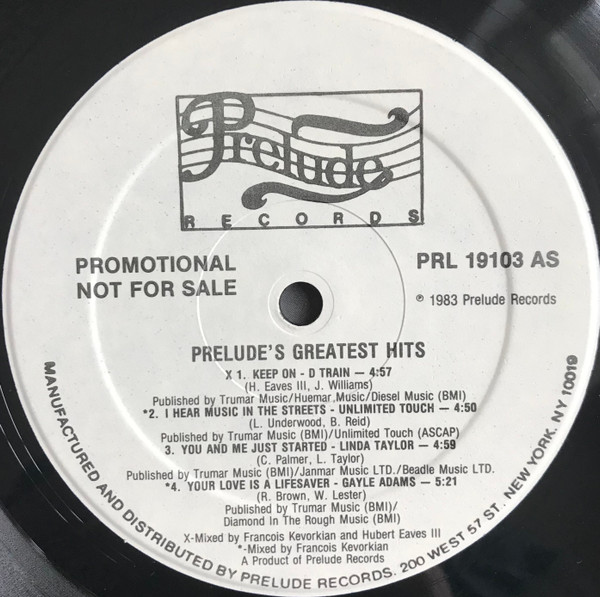 Prelude
RECORDS
PROMOTIONAL
NOT FOR SALE
PRL 19103 AS
℗ 1983 Prelude Records
PRELUDE'S GREATEST HITS
X 1. KEEP ON - D TRAIN — 4:57
(H. Eaves III, J. Williams)
Published by Trumar Music/Huemar Music/Diesel Music (BMI)
*2. I HEAR MUSIC IN THE STREETS - UNLIMITED TOUCH — 4:50
(L. Underwood, B. Reid)
Published by Trumar Music (BMI)/Unlimited Touch (ASCAP)
3. YOU AND ME JUST STARTED - LINDA TAYLOR — 4:59
(C. Palmer, L. Taylor)
Published by Trumar Music (BMI)/Janmar Music LTD./Beadle Music LTD.
*4. YOUR LOVE IS A LIFESAVER - GAYLE ADAMS — 5:21
(R. Brown, W. Lester)
Published by Trumar Music (BMI)/
Diamond In The Rough Music (BMI)
X-Mixed by Francois Kevorkian and Hubert Eaves III
*-Mixed by Francois Kevorkian
A Product of Prelude Records
MANUFACTURED AND DISTRIBUTED BY PRELUDE RECORDS. 200 WEST 57 ST. NEW YORK. NY 10019